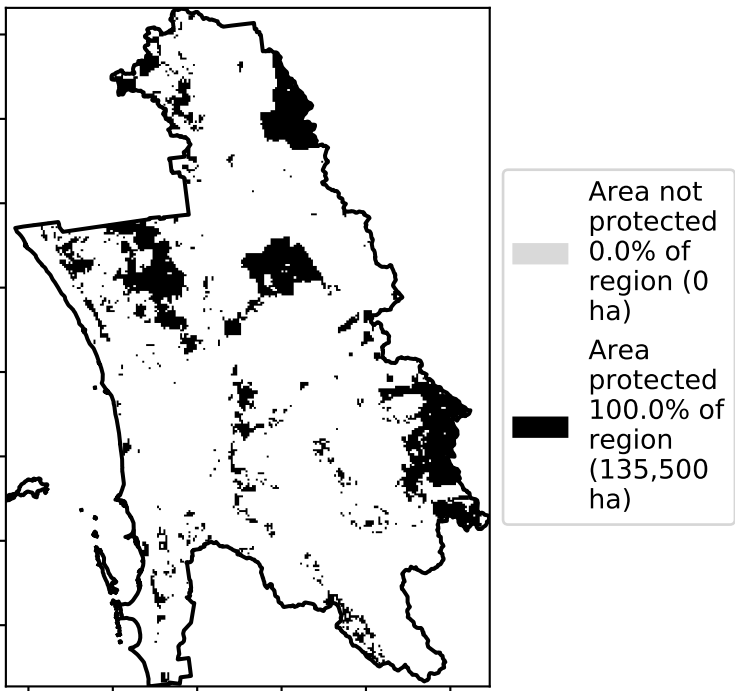 Area not
protected
0.0% of
region (0
ha)
Area
protected
100.0% of
region
(135,500
ha)